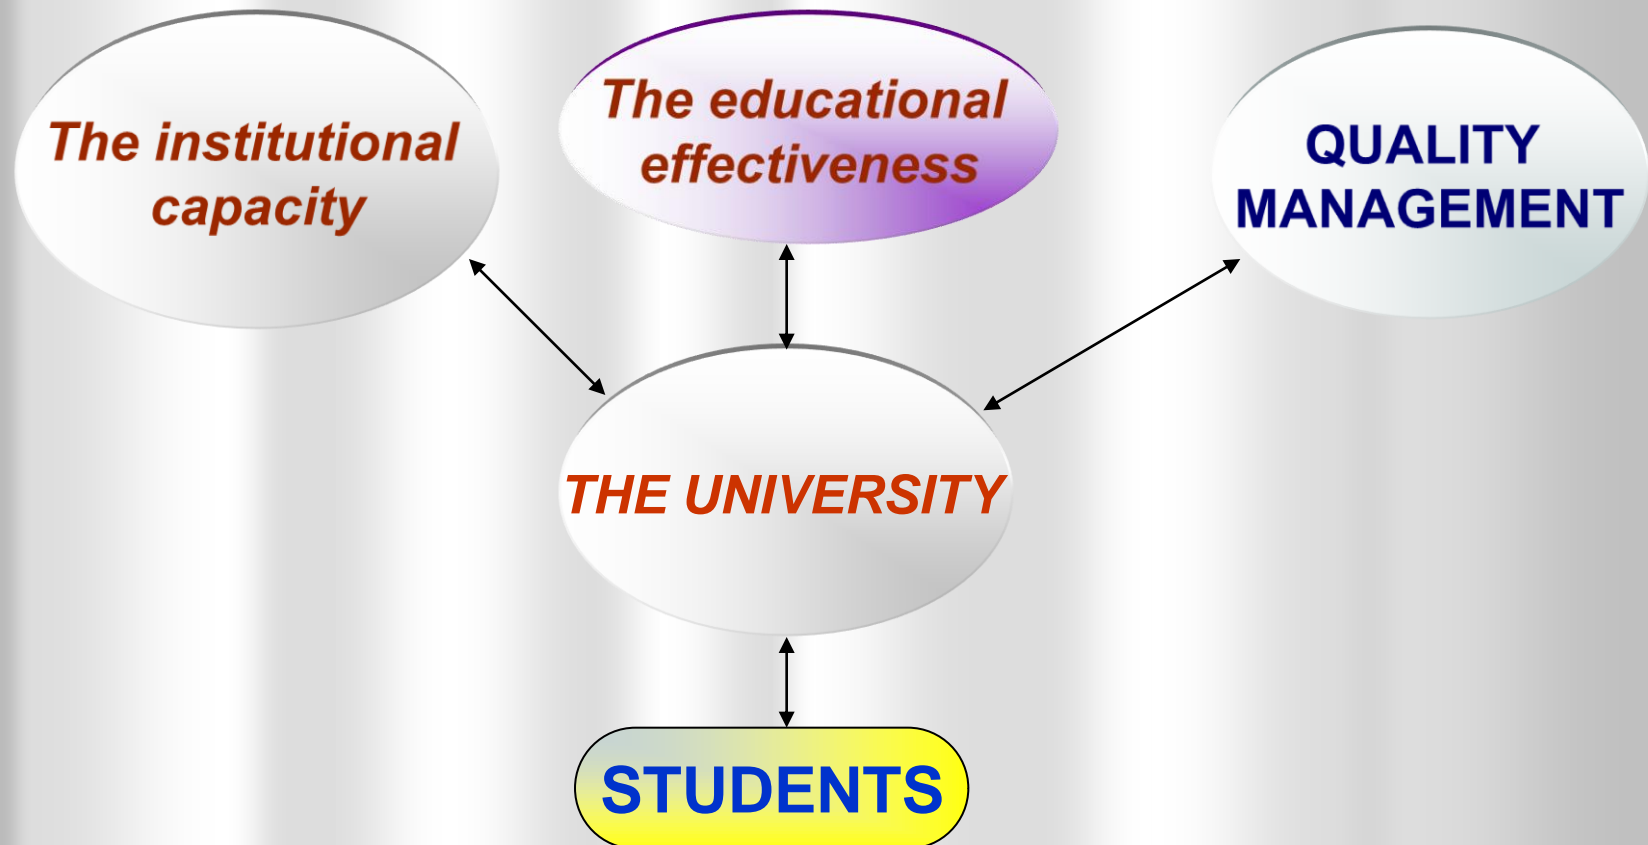 The institutional
capacity
The educational
effectiveness
QUALITY
MANAGEMENT
THE UNIVERSITY
STUDENTS